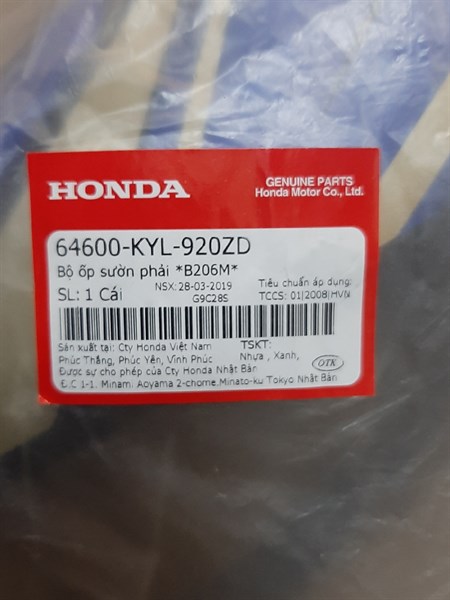 HONDA
GENUINE PARTS
Honda Motor Co., Ltd.
64600-KYL-920ZD
Bộ ốp sườn phải *B206M*
SL: 1 Cái
NSX: 28-03-2019
G9C28S
Tiêu chuẩn áp dụng:
TCCS: 01|2008|HVN
Sản xuất tại: Cty Honda Việt Nam
Phúc Thắng, Phúc Yên, Vĩnh Phúc
Được sự cho phép của Cty Honda Nhật Bản
Đ.C 1-1. Minami Aoyama 2-chome.Minato-ku Tokyo Nhật Bản
TSKT:
Nhựa , Xanh,
OTK